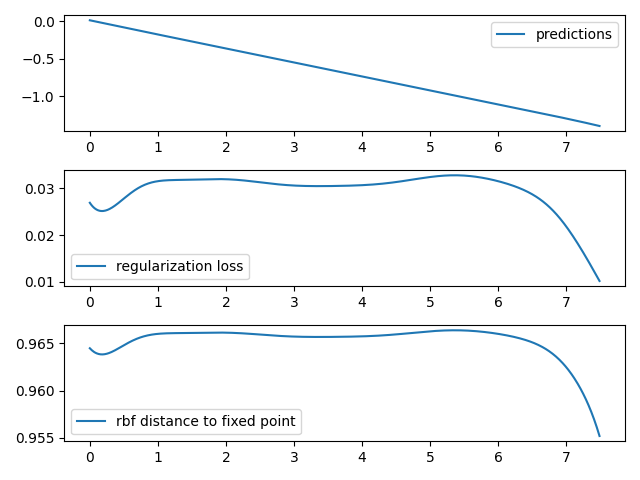 0.0
−0.5
−1.0
predictions
0 1 2 3 4 5 6 7
0.03
0.02
0.01
regularization loss
0 1 2 3 4 5 6 7
0.965
0.960
0.955
rbf distance to fixed point
0 1 2 3 4 5 6 7